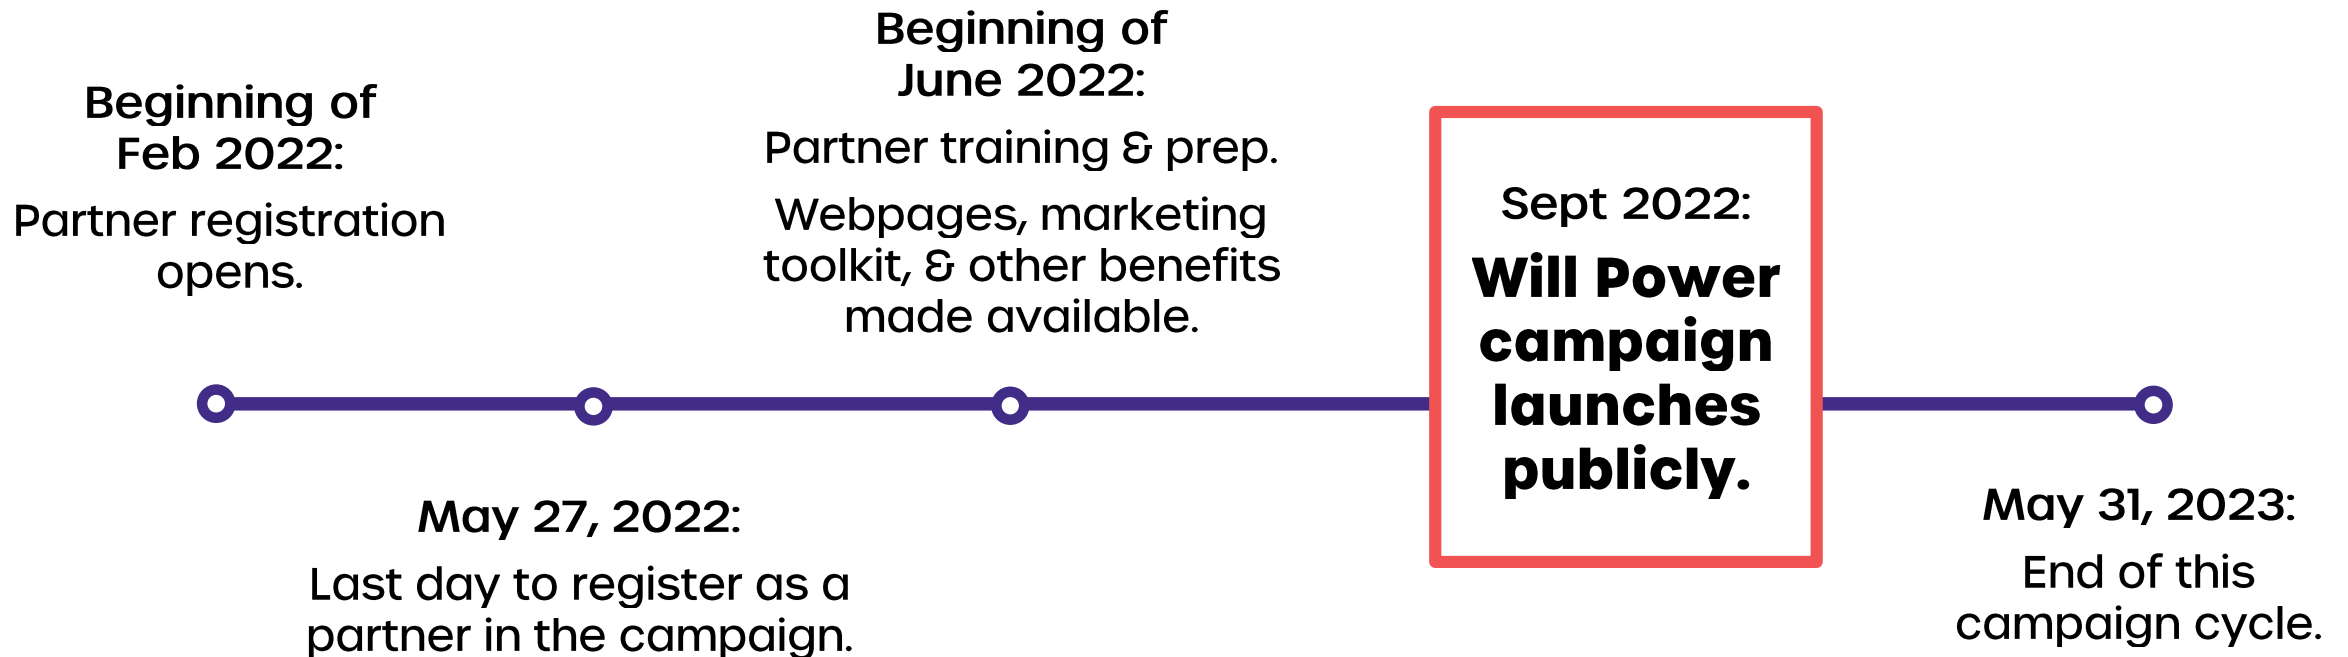 Beginning of
Feb 2022:
Partner registration
opens.
May 27, 2022:
Last day to register as a
partner in the campaign.
Beginning of
June 2022:
Partner training & prep.
Webpages, marketing
toolkit, & other benefits
made available.
Sept 2022:
Will Power
campaign
launches
publicly.
May 31, 2023:
End of this
campaign cycle.